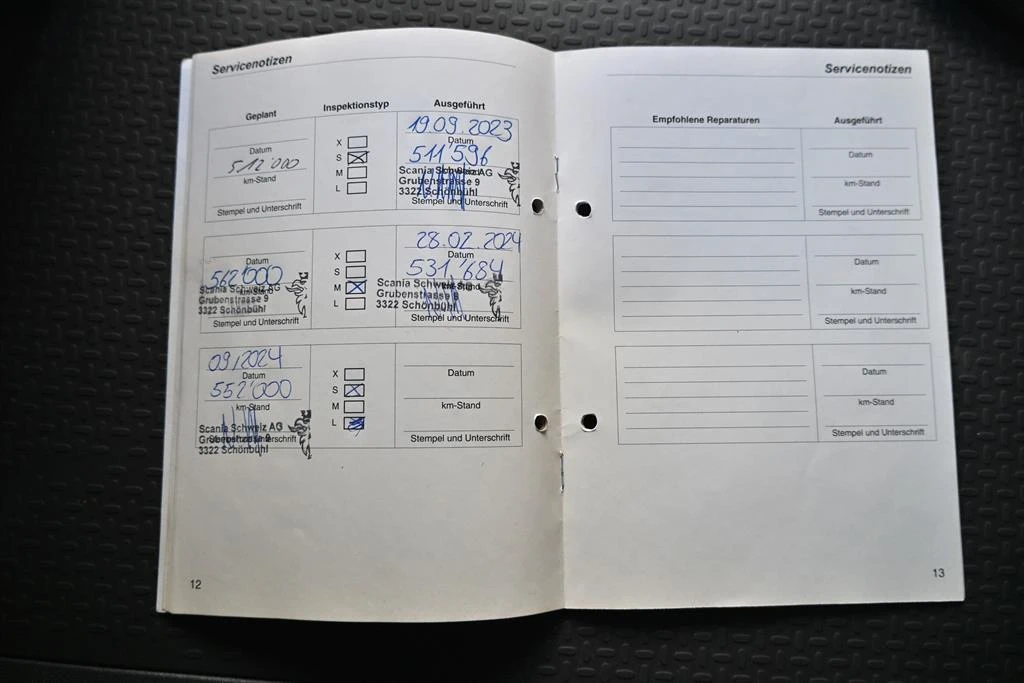 Servicenotizen
Geplant Inspektionstyp Ausgeführt
Datum
512'000
km-Stand
Stempel und Unterschrift
X
S
M
L
19.09.2023
Datum
511'596
Scania Schweiz AG
Grubenstrasse 9
3322 Schönbühl
Stempel und Unterschrift
Datum
562'000
Scania Schweiz AG
Grubenstrasse 9
3322 Schönbühl
Stempel und Unterschrift
X
S
M
L
28.02.2024
Datum
531'684
Scania Schweiz AG
Grubenstrasse 9
3322 Schönbühl
Stempel und Unterschrift
09/2024
Datum
552'000
km-Stand
Scania Schweiz AG
Grubenstrasse 9
3322 Schönbühl
X
S
M
L
Datum
km-Stand
Stempel und Unterschrift
12
Servicenotizen
Empfohlene Reparaturen Ausgeführt
Datum
km-Stand
Stempel und Unterschrift
Datum
km-Stand
Stempel und Unterschrift
Datum
km-Stand
Stempel und Unterschrift
13